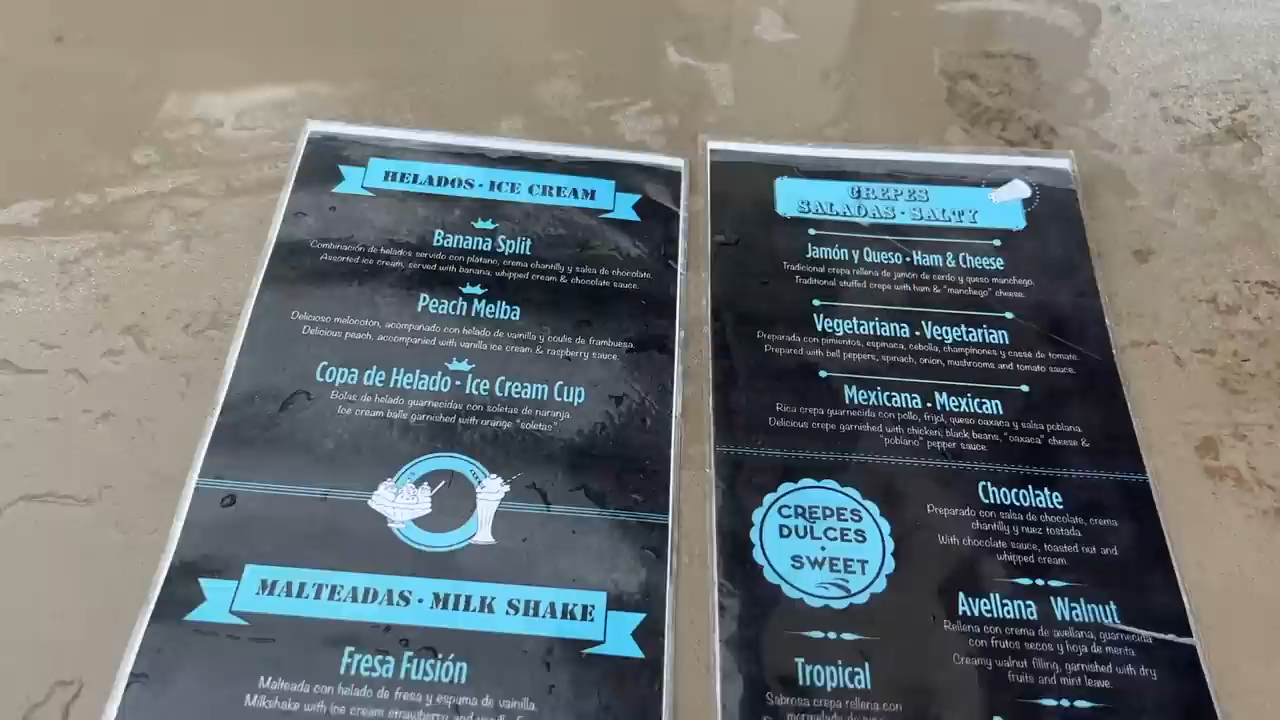 HELADOS · ICE CREAM
Banana Split
Combinación de helados servido con platano, crema chantilly y salsa de chocolate.
Assorted ice cream, served with banana, whipped cream & chocolate sauce.
Peach Melba
Delicioso melocotón, acompañado con helado de vainilla y coulis de frambuesa.
Delicious peach, accompanied with vanilla ice cream & raspberry sauce.
Copa de Helado · Ice Cream Cup
Bolas de helado guarnecidas con soletas de naranja.
Ice cream balls garnished with orange "soletas".
MALTEADAS · MILK SHAKE
Fresa Fusión
Malteada con helado de fresa y espuma de vainilla.
Milkshake with ice cream strawberry and
CREPES
SALADAS · SALTY
Jamón y Queso · Ham & Cheese
Tradicional crepa rellena de jamón de cerdo y queso manchego.
Traditional stuffed crepe with ham & "manchego" cheese.
Vegetariana · Vegetarian
Preparada con pimientos, espinaca, cebolla, champiñones y cassé de tomate.
Prepared with bell peppers, spinach, onion, mushrooms and tomato sauce.
Mexicana · Mexican
Rica crepa guarnecida con pollo, frijol, queso oaxaca y salsa poblana.
Delicious crepe garnished with chicken, black beans, "oaxaca" cheese &
"poblano" pepper sauce.
CREPES
DULCES
·
SWEET
Chocolate
Preparado con salsa de chocolate, crema
chantilly y nuez tostada.
With chocolate sauce, toasted nut and
whipped cream.
Avellana Walnut
Rellena con crema de avellana, guarnecida
con frutos secos y hoja de menta.
Creamy walnut filling, garnished with dry
fruits and mint leave.
Tropical
Sabrosa crepa rellena con